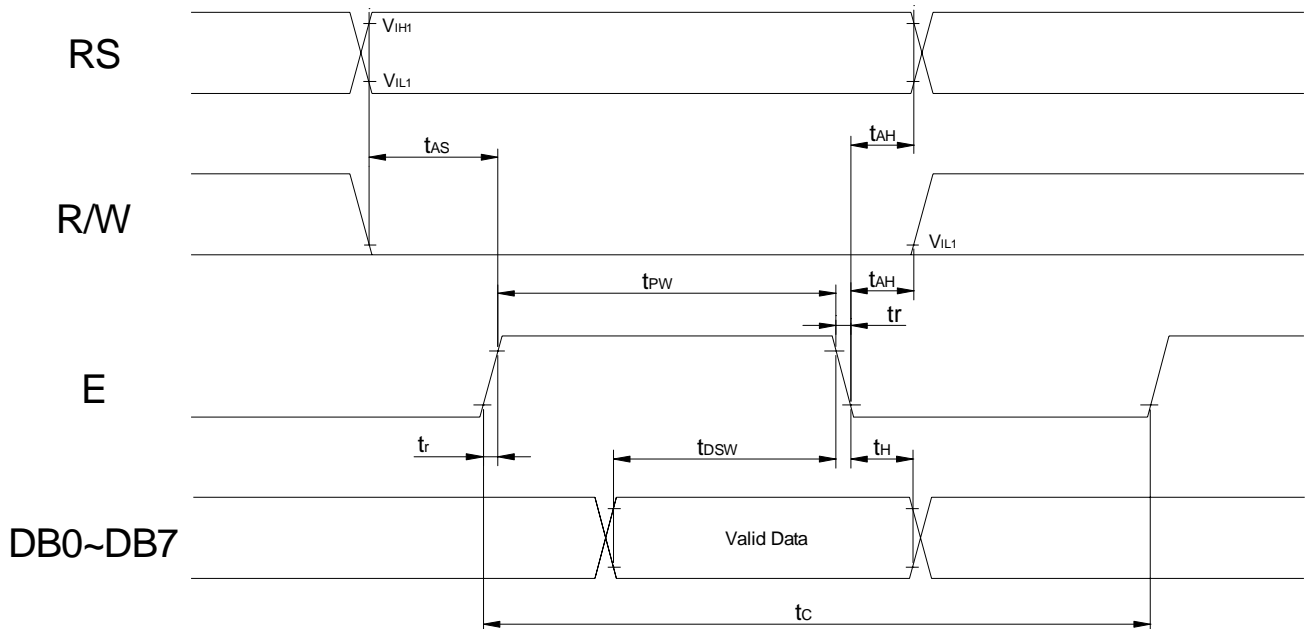 RS
VIH1
VIL1
tAS
tAH
R/W
VIL1
tPW
tAH
tr
E
tr
tDSW
tH
DB0~DB7
Valid Data
tC